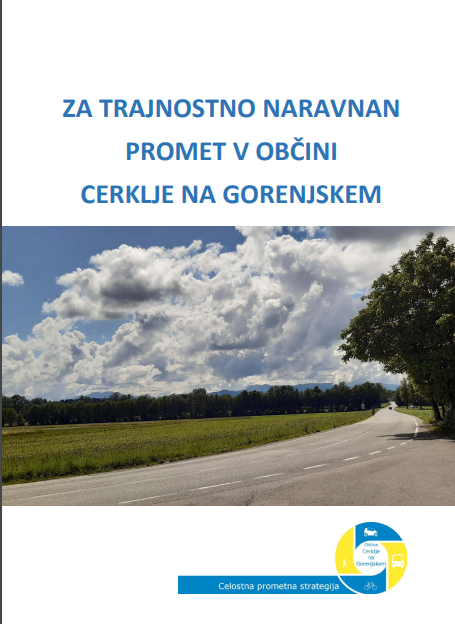 ZA TRAJNOSTNO NARAVNAN
PROMET V OBČINI
CERKLJE NA GORENJSKEM
Občina
Cerklje
na
Gorenjskem
Celostna prometna strategija